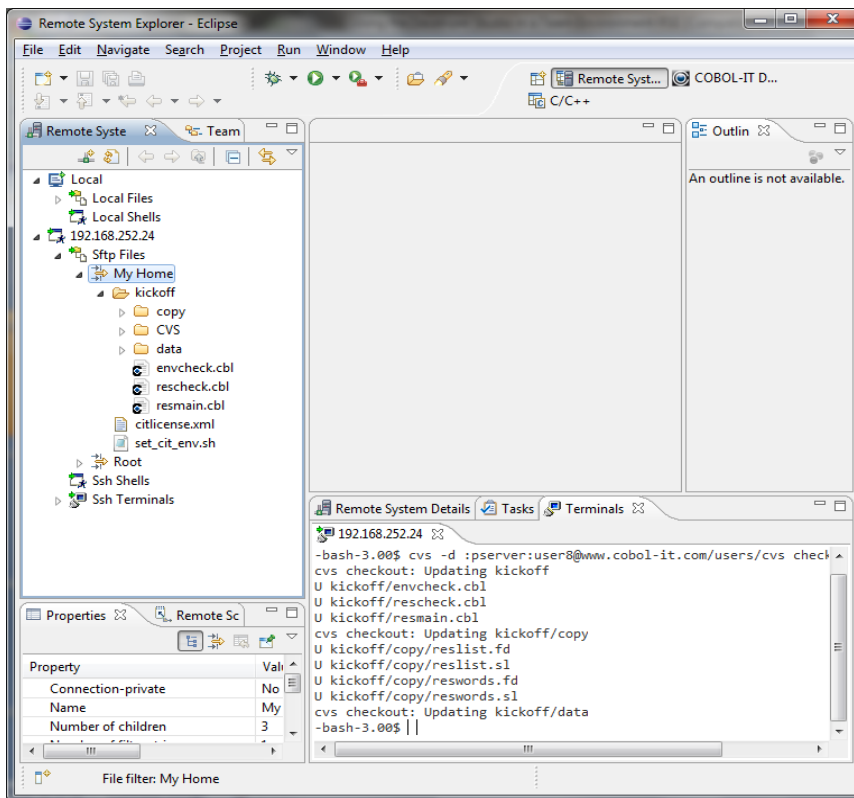 Remote System Explorer - Eclipse
File Edit Navigate Search Project Run Window Help
Remote Syst... COBOL-IT D...
C/C++
Remote Syste Team
Local
Local Files
Local Shells
192.168.252.24
Sftp Files
My Home
kickoff
copy
CVS
data
envcheck.cbl
rescheck.cbl
resmain.cbl
citlicense.xml
set_cit_env.sh
Root
Ssh Shells
Ssh Terminals
Outlin
An outline is not available.
Remote System Details Tasks Terminals
192.168.252.24
-bash-3.00$ cvs -d :pserver:user8@www.cobol-it.com/users/cvs check
cvs checkout: Updating kickoff
U kickoff/envcheck.cbl
U kickoff/rescheck.cbl
U kickoff/resmain.cbl
cvs checkout: Updating kickoff/copy
U kickoff/copy/reslist.fd
U kickoff/copy/reslist.sl
U kickoff/copy/reswords.fd
U kickoff/copy/reswords.sl
cvs checkout: Updating kickoff/data
-bash-3.00$
Properties Remote Sc
Property Valu
Connection-private No
Name My
Number of children 3
File filter: My Home